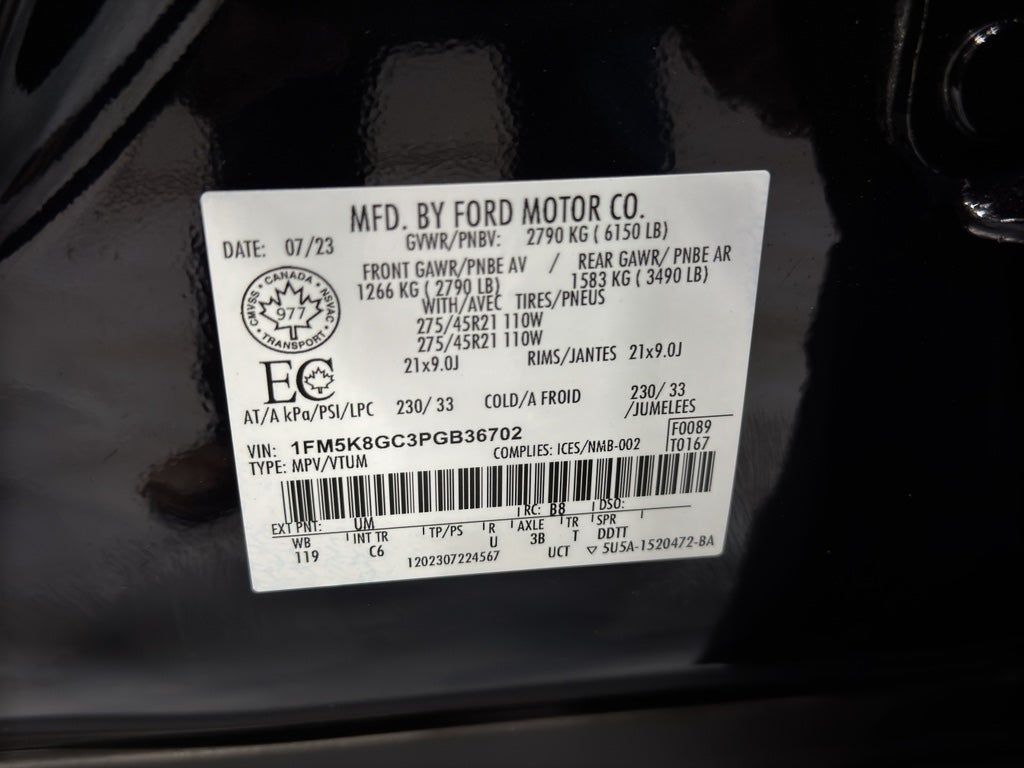 MFD. BY FORD MOTOR CO.
DATE: 07/23 GVWR/PNBV: 2790 KG ( 6150 LB)
FRONT GAWR/PNBE AV / REAR GAWR/ PNBE AR
1266 KG ( 2790 LB) 1583 KG ( 3490 LB)
WITH/AVEC TIRES/PNEUS
275/45R21 110W
275/45R21 110W
21x9.0J RIMS/JANTES 21x9.0J
CANADA
CMVSS 977 NSVAC
TRANSPORT
EC
AT/A kPa/PSI/LPC 230/ 33 COLD/A FROID 230/ 33
/JUMELEES
VIN: 1FM5K8GC3PGB36702 F0089
TYPE: MPV/VTUM COMPLIES: ICES/NMB-002 T0167
EXT PNT: UM RC: B8 DSO:
WB INT TR TP/PS R AXLE TR SPR
119 C6 U 3B T DDTT
1202307224567 UCT ▽ 5U5A-1520472-BA